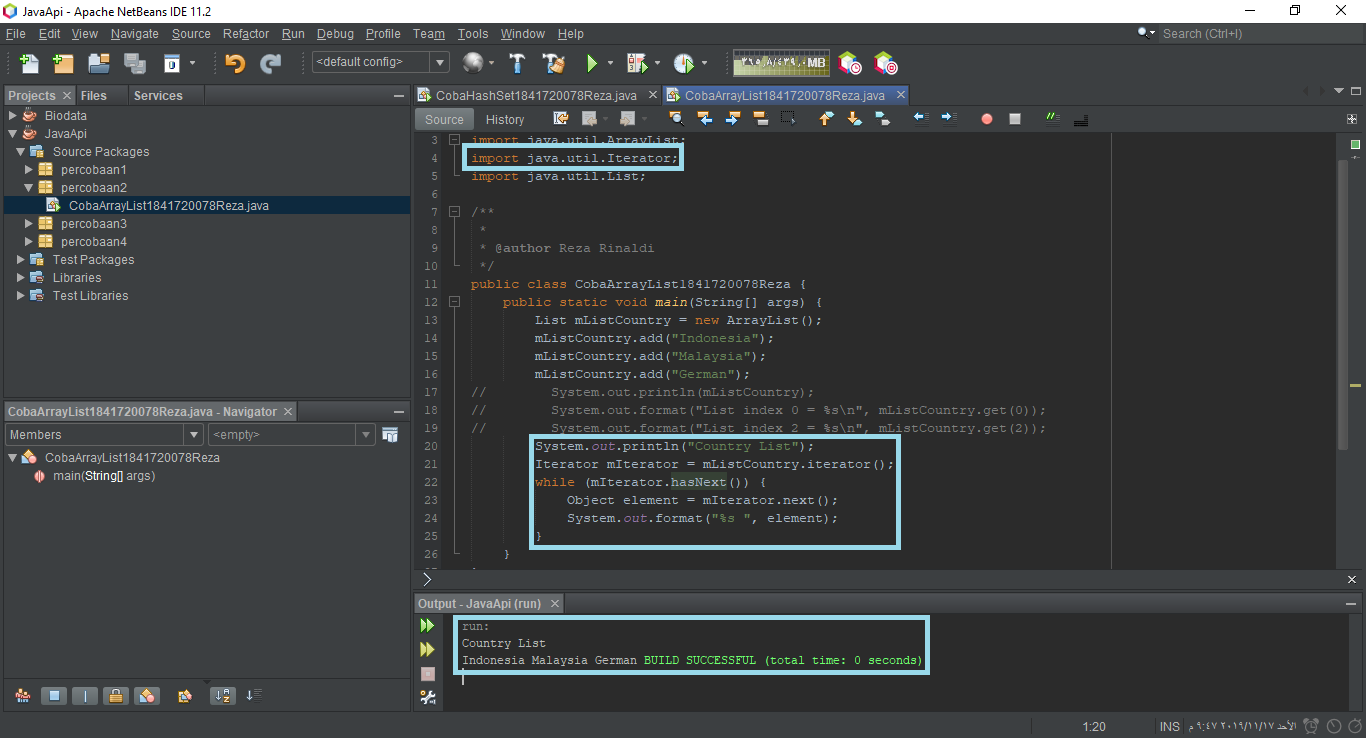 JavaApi - Apache NetBeans IDE 11.2
File Edit View Navigate Source Refactor Run Debug Profile Team Tools Window Help
Search (Ctrl+I)
<default config>
Projects Files Services
Biodata
JavaApi
Source Packages
percobaan1
percobaan2
CobaArrayList1841720078Reza.java
percobaan3
percobaan4
Test Packages
Libraries
Test Libraries
CobaArrayList1841720078Reza.java - Navigator
Members <empty>
CobaArrayList1841720078Reza
main(String[] args)
CobaHashSet1841720078Reza.java CobaArrayList1841720078Reza.java
Source History
3 import java.util.ArrayList;
4 import java.util.Iterator;
5 import java.util.List;
6
7 /**
8 *
9 * @author Reza Rinaldi
10 */
11 public class CobaArrayList1841720078Reza {
12 public static void main(String[] args) {
13 List mListCountry = new ArrayList();
14 mListCountry.add("Indonesia");
15 mListCountry.add("Malaysia");
16 mListCountry.add("German");
17 // System.out.println(mListCountry);
18 // System.out.format("List index 0 = %s\n", mListCountry.get(0));
19 // System.out.format("List index 2 = %s\n", mListCountry.get(2));
20 System.out.println("Country List");
21 Iterator mIterator = mListCountry.iterator();
22 while (mIterator.hasNext()) {
23 Object element = mIterator.next();
24 System.out.format("%s ", element);
25 }
26 }
Output - JavaApi (run)
run:
Country List
Indonesia Malaysia German BUILD SUCCESSFUL (total time: 0 seconds)
1:20 INS الأحد ٢٠١٩/١١/١٧ ٩:٤٧ م